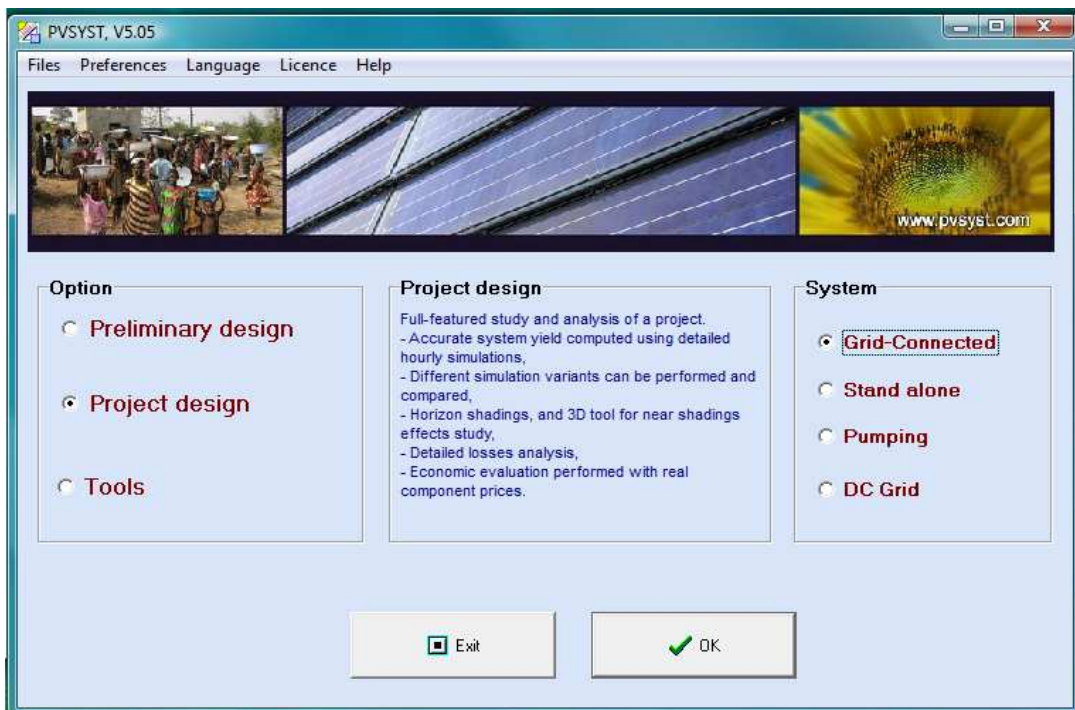 PVSYST, V5.05
Files Preferences Language Licence Help
www.pvsyst.com
Option
Preliminary design
Project design
Tools
Project design
Full-featured study and analysis of a project.
- Accurate system yield computed using detailed
hourly simulations,
- Different simulation variants can be performed and
compared,
- Horizon shadings, and 3D tool for near shadings
effects study,
- Detailed losses analysis,
- Economic evaluation performed with real
component prices.
System
Grid-Connected
Stand alone
Pumping
DC Grid
Exit
OK